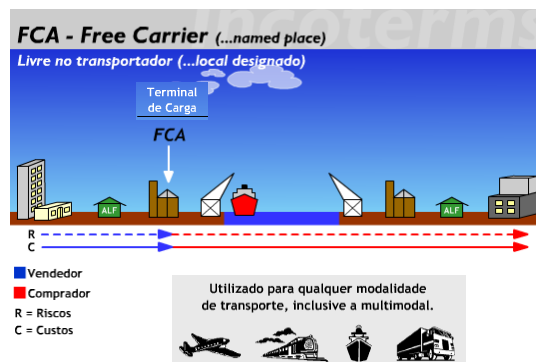 incoterms
FCA - Free Carrier (...named place)
Livre no transportador (...local designado)
Terminal
de Carga
FCA
ALF
ALF
R
C
Vendedor
Comprador
R = Riscos
C = Custos
Utilizado para qualquer modalidade
de transporte, inclusive a multimodal.